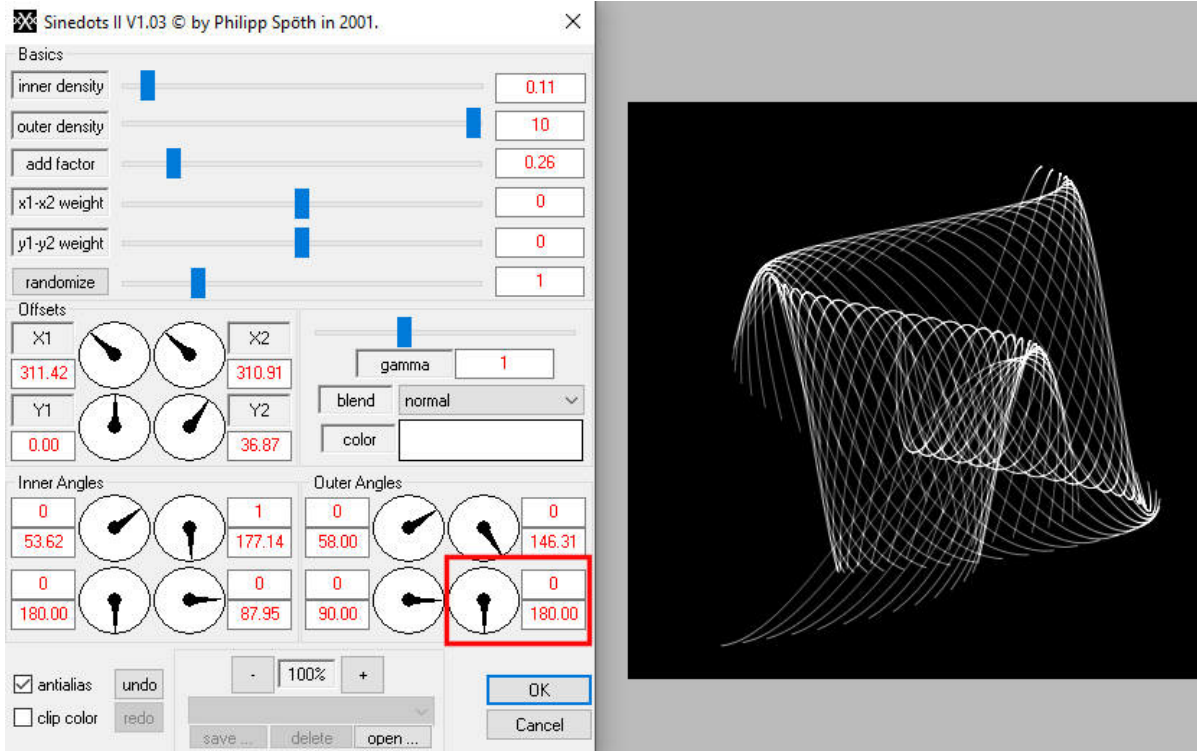 Sinedots II V1.03 © by Philipp Spöth in 2001.
Basics
inner density 0.11
outer density 10
add factor 0.26
x1-x2 weight 0
y1-y2 weight 0
randomize 1
Offsets
X1 X2
311.42 310.91
Y1 Y2
0.00 36.87
gamma 1
blend normal
color
Inner Angles
0 1
53.62 177.14
0 0
180.00 87.95
Outer Angles
0 0
58.00 146.31
0 0
90.00 180.00
antialias undo
clip color redo
- 100% +
save ... delete open ...
OK
Cancel